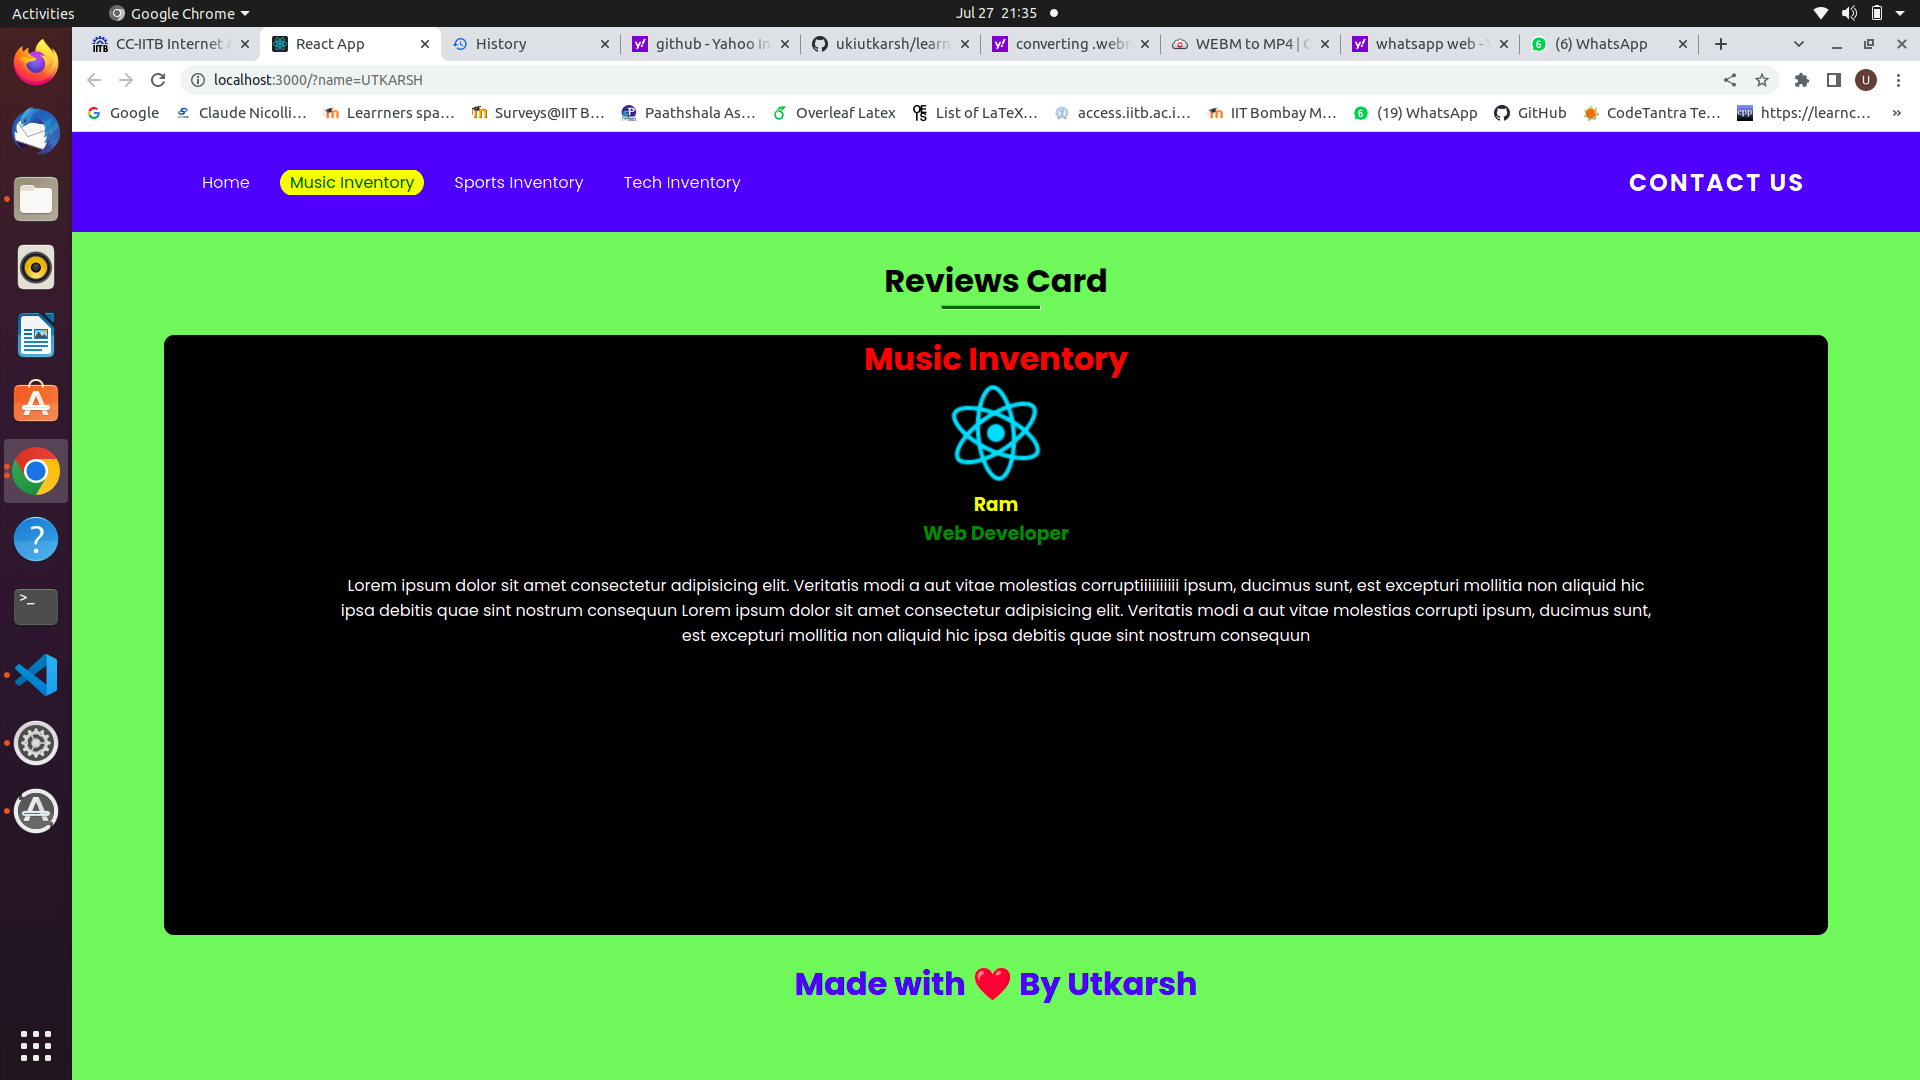 Activities
Google Chrome
Jul 27 21:35
CC-IITB Internet A
React App
History
github - Yahoo In
ukiutkarsh/learn
converting .webm
WEBM to MP4 | C
whatsapp web - Y
(6) WhatsApp
localhost:3000/?name=UTKARSH
U
Google
Claude Nicolli...
Learrners spa...
Surveys@IIT B...
Paathshala As...
Overleaf Latex
List of LaTeX...
access.iitb.ac.i...
IIT Bombay M...
(19) WhatsApp
GitHub
CodeTantra Te...
https://learnc...
»
Home
Music Inventory
Sports Inventory
Tech Inventory
CONTACT US
Reviews Card
Music Inventory
Ram
Web Developer
Lorem ipsum dolor sit amet consectetur adipisicing elit. Veritatis modi a aut vitae molestias corruptiiiiiiiiii ipsum, ducimus sunt, est excepturi mollitia non aliquid hic
ipsa debitis quae sint nostrum consequun Lorem ipsum dolor sit amet consectetur adipisicing elit. Veritatis modi a aut vitae molestias corrupti ipsum, ducimus sunt,
est excepturi mollitia non aliquid hic ipsa debitis quae sint nostrum consequun
Made with ❤️ By Utkarsh